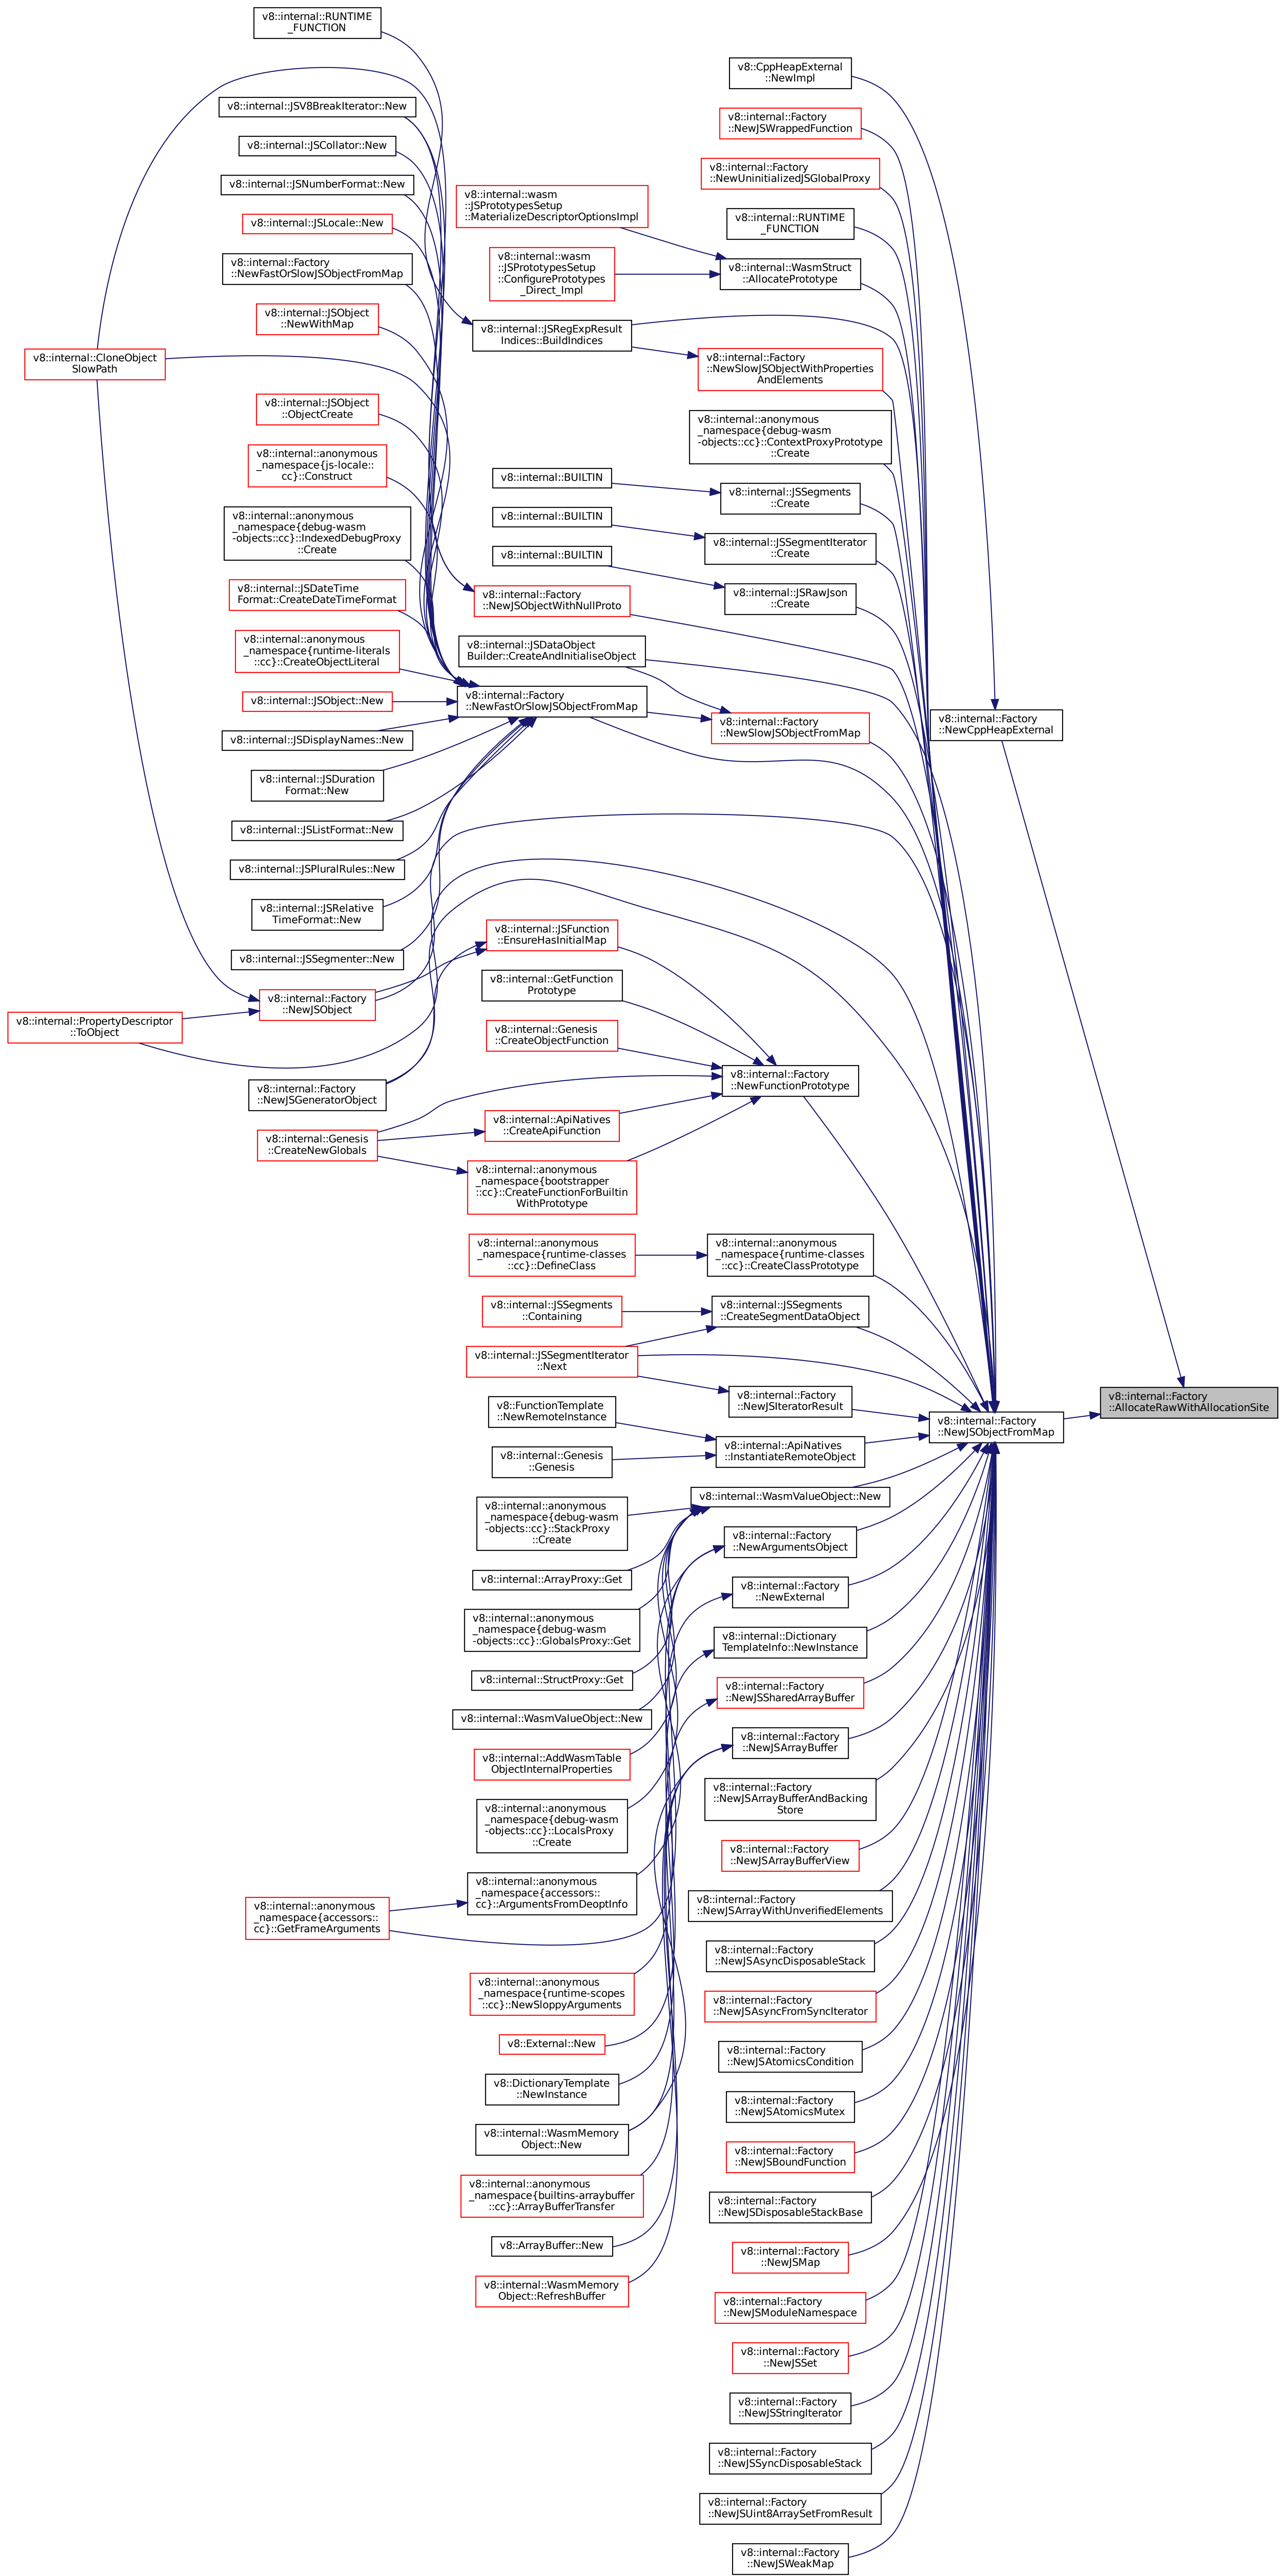 v8::internal::RUNTIME
_FUNCTION
v8::internal::JSV8BreakIterator::New
v8::internal::JSCollator::New
v8::internal::JSNumberFormat::New
v8::internal::JSLocale::New
v8::internal::Factory
::NewFastOrSlowJSObjectFromMap
v8::internal::JSObject
::NewWithMap
v8::internal::CloneObject
SlowPath
v8::internal::JSObject
::ObjectCreate
v8::internal::anonymous
_namespace{js-locale::
cc}::Construct
v8::internal::anonymous
_namespace{debug-wasm
-objects::cc}::IndexedDebugProxy
::Create
v8::internal::JSDateTime
Format::CreateDateTimeFormat
v8::internal::anonymous
_namespace{runtime-literals
::cc}::CreateObjectLiteral
v8::internal::JSObject::New
v8::internal::JSDisplayNames::New
v8::internal::JSDuration
Format::New
v8::internal::JSListFormat::New
v8::internal::JSPluralRules::New
v8::internal::JSRelative
TimeFormat::New
v8::internal::JSSegmenter::New
v8::internal::Factory
::NewJSObject
v8::internal::PropertyDescriptor
::ToObject
v8::internal::Factory
::NewJSGeneratorObject
v8::internal::Genesis
::CreateNewGlobals
v8::internal::anonymous
_namespace{accessors::
cc}::GetFrameArguments
v8::internal::wasm
::JSPrototypesSetup
::MaterializeDescriptorOptionsImpl
v8::internal::wasm
::JSPrototypesSetup
::ConfigurePrototypes
_Direct_Impl
v8::internal::JSRegExpResult
Indices::BuildIndices
v8::internal::BUILTIN
v8::internal::BUILTIN
v8::internal::BUILTIN
v8::internal::Factory
::NewJSObjectWithNullProto
v8::internal::JSDataObject
Builder::CreateAndInitialiseObject
v8::internal::Factory
::NewFastOrSlowJSObjectFromMap
v8::internal::JSFunction
::EnsureHasInitialMap
v8::internal::GetFunction
Prototype
v8::internal::Genesis
::CreateObjectFunction
v8::internal::ApiNatives
::CreateApiFunction
v8::internal::anonymous
_namespace{bootstrapper
::cc}::CreateFunctionForBuiltin
WithPrototype
v8::internal::anonymous
_namespace{runtime-classes
::cc}::DefineClass
v8::internal::JSSegments
::Containing
v8::internal::JSSegmentIterator
::Next
v8::FunctionTemplate
::NewRemoteInstance
v8::internal::Genesis
::Genesis
v8::internal::anonymous
_namespace{debug-wasm
-objects::cc}::StackProxy
::Create
v8::internal::ArrayProxy::Get
v8::internal::anonymous
_namespace{debug-wasm
-objects::cc}::GlobalsProxy::Get
v8::internal::StructProxy::Get
v8::internal::WasmValueObject::New
v8::internal::AddWasmTable
ObjectInternalProperties
v8::internal::anonymous
_namespace{debug-wasm
-objects::cc}::LocalsProxy
::Create
v8::internal::anonymous
_namespace{accessors::
cc}::ArgumentsFromDeoptInfo
v8::internal::anonymous
_namespace{runtime-scopes
::cc}::NewSloppyArguments
v8::External::New
v8::DictionaryTemplate
::NewInstance
v8::internal::WasmMemory
Object::New
v8::internal::anonymous
_namespace{builtins-arraybuffer
::cc}::ArrayBufferTransfer
v8::ArrayBuffer::New
v8::internal::WasmMemory
Object::RefreshBuffer
v8::CppHeapExternal
::NewImpl
v8::internal::Factory
::NewJSWrappedFunction
v8::internal::Factory
::NewUninitializedJSGlobalProxy
v8::internal::RUNTIME
_FUNCTION
v8::internal::WasmStruct
::AllocatePrototype
v8::internal::Factory
::NewSlowJSObjectWithProperties
AndElements
v8::internal::anonymous
_namespace{debug-wasm
-objects::cc}::ContextProxyPrototype
::Create
v8::internal::JSSegments
::Create
v8::internal::JSSegmentIterator
::Create
v8::internal::JSRawJson
::Create
v8::internal::Factory
::NewSlowJSObjectFromMap
v8::internal::Factory
::NewFunctionPrototype
v8::internal::anonymous
_namespace{runtime-classes
::cc}::CreateClassPrototype
v8::internal::JSSegments
::CreateSegmentDataObject
v8::internal::Factory
::NewJSIteratorResult
v8::internal::ApiNatives
::InstantiateRemoteObject
v8::internal::WasmValueObject::New
v8::internal::Factory
::NewArgumentsObject
v8::internal::Factory
::NewExternal
v8::internal::Dictionary
TemplateInfo::NewInstance
v8::internal::Factory
::NewJSSharedArrayBuffer
v8::internal::Factory
::NewJSArrayBuffer
v8::internal::Factory
::NewJSArrayBufferAndBacking
Store
v8::internal::Factory
::NewJSArrayBufferView
v8::internal::Factory
::NewJSArrayWithUnverifiedElements
v8::internal::Factory
::NewJSAsyncDisposableStack
v8::internal::Factory
::NewJSAsyncFromSyncIterator
v8::internal::Factory
::NewJSAtomicsCondition
v8::internal::Factory
::NewJSAtomicsMutex
v8::internal::Factory
::NewJSBoundFunction
v8::internal::Factory
::NewJSDisposableStackBase
v8::internal::Factory
::NewJSMap
v8::internal::Factory
::NewJSModuleNamespace
v8::internal::Factory
::NewJSSet
v8::internal::Factory
::NewJSStringIterator
v8::internal::Factory
::NewJSSyncDisposableStack
v8::internal::Factory
::NewJSUint8ArraySetFromResult
v8::internal::Factory
::NewJSWeakMap
v8::internal::Factory
::NewCppHeapExternal
v8::internal::Factory
::NewJSObjectFromMap
v8::internal::Factory
::AllocateRawWithAllocationSite